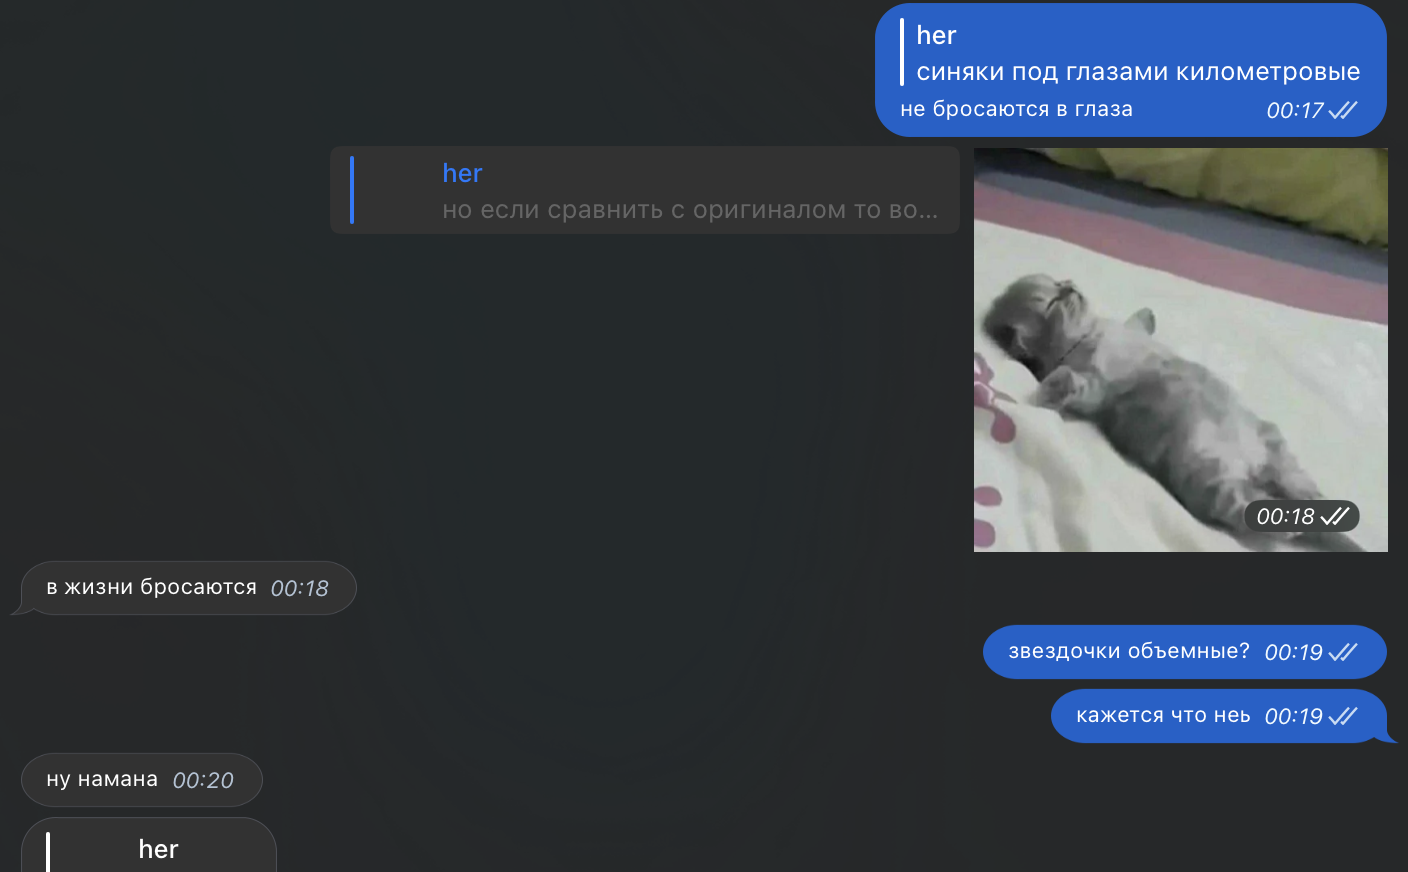 her
синяки под глазами километровые
не бросаются в глаза 00:17
her
но если сравнить с оригиналом то во...
00:18
в жизни бросаются 00:18
звездочки объемные? 00:19
кажется что неь 00:19
ну намана 00:20
her